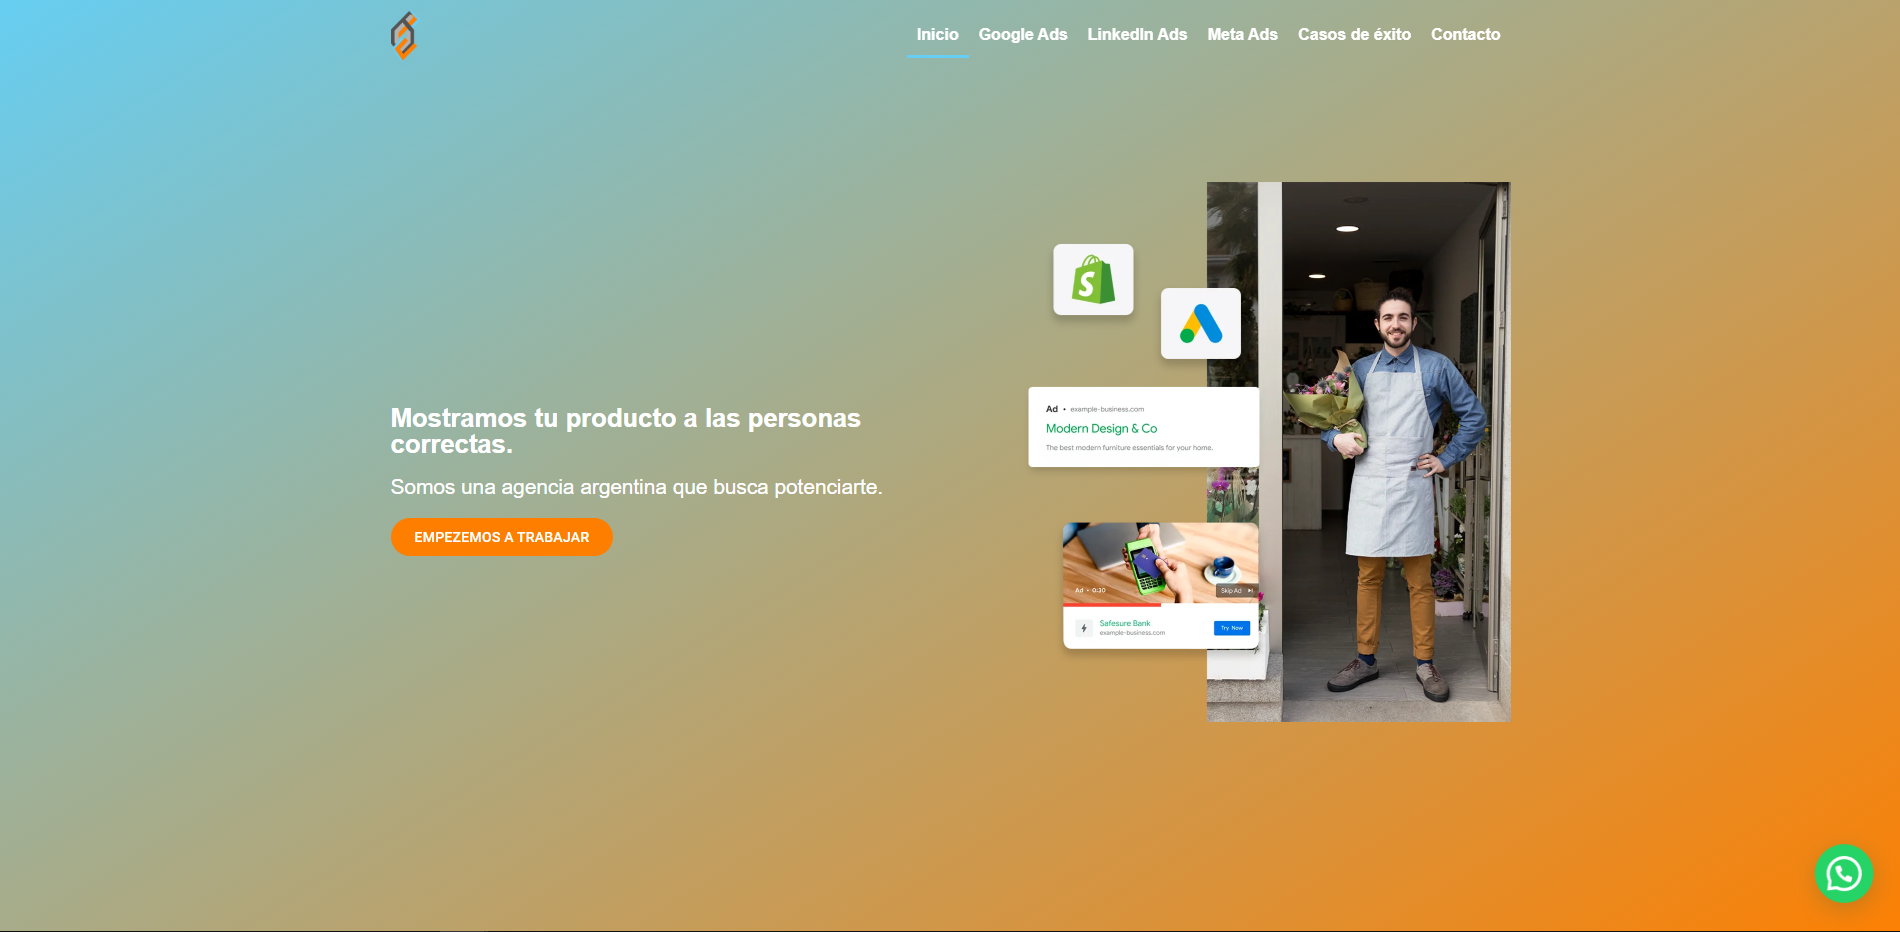 Inicio Google Ads LinkedIn Ads Meta Ads Casos de éxito Contacto
Mostramos tu producto a las personas
correctas.
Somos una agencia argentina que busca potenciarte.
EMPEZEMOS A TRABAJAR
S
Ad • example-business.com
Modern Design & Co
The best modern furniture essentials for your home.
Ad • 0:30
Skip Ad
Safesure Bank
example-business.com
Try Now